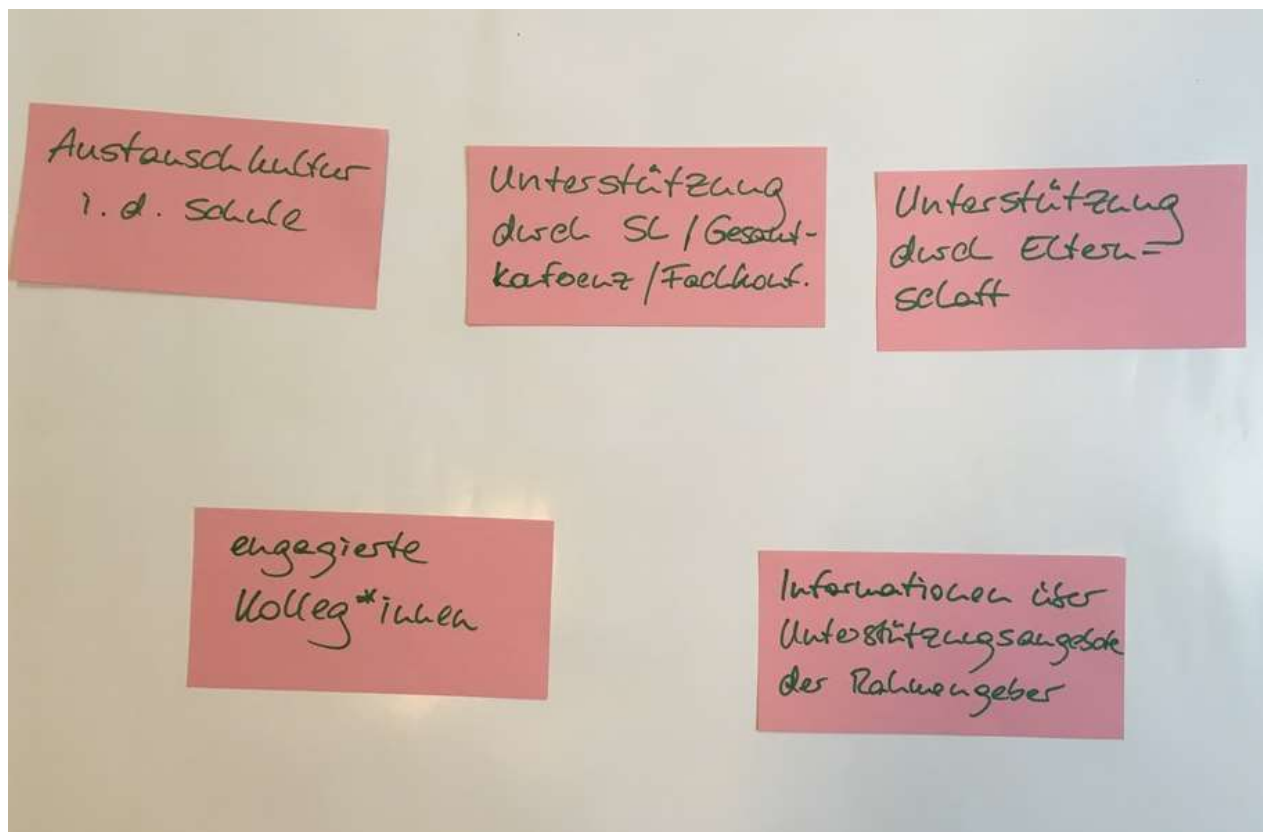 Austauschkultur
i. d. Schule
Unterstützung
durch SL / Gesamt-
konferenz / Fachkonf.
Unterstützung
durch Eltern=
schaft
engagierte
Kolleg*innen
Informationen über
Unterstützungsangebote
der Rahmengeber